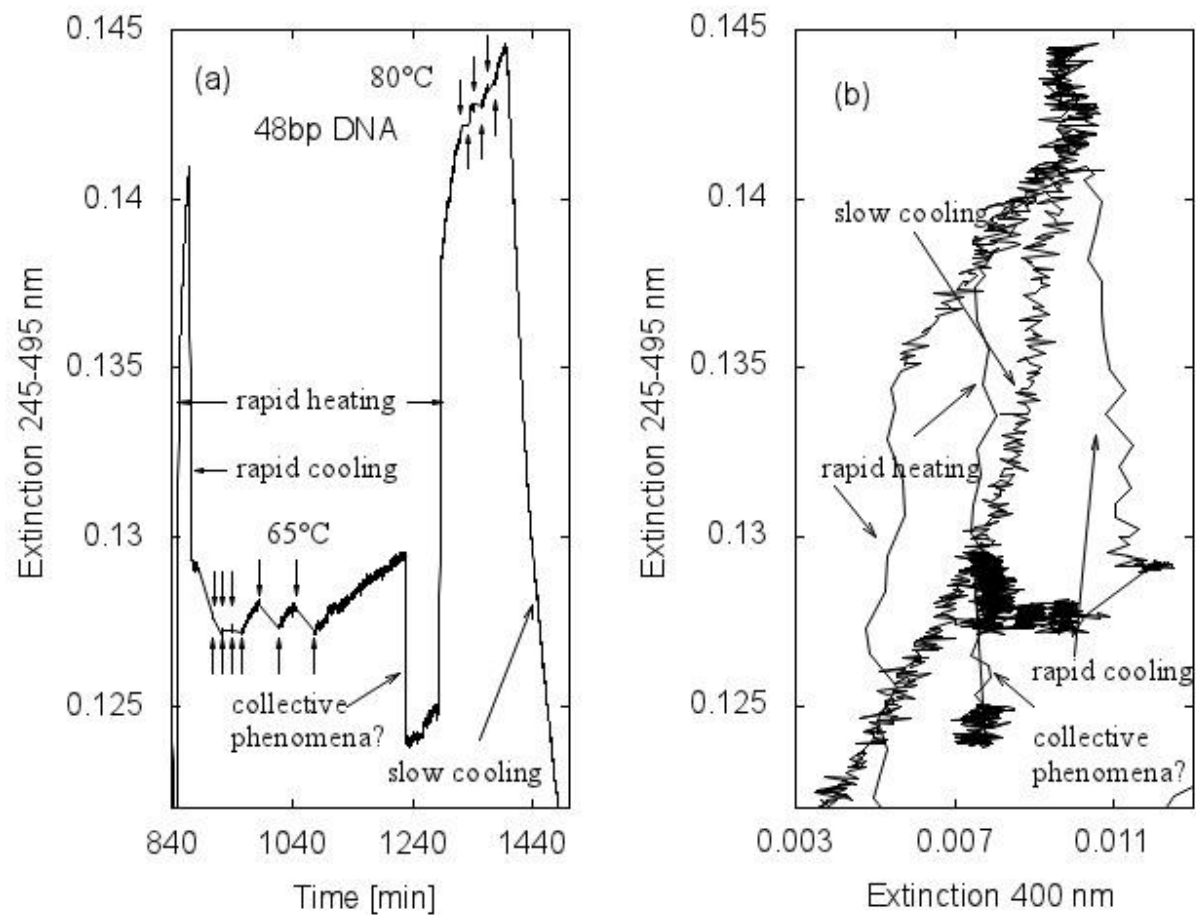 0.145
0.14
0.135
0.13
0.125
Extinction 245-495 nm
(a)
80°C
48bp DNA
rapid heating
rapid cooling
65°C
collective
phenomena?
slow cooling
840
1040
1240
1440
Time [min]
0.145
0.14
0.135
0.13
0.125
Extinction 245-495 nm
(b)
slow cooling
rapid heating
rapid cooling
collective
phenomena?
0.003
0.007
0.011
Extinction 400 nm